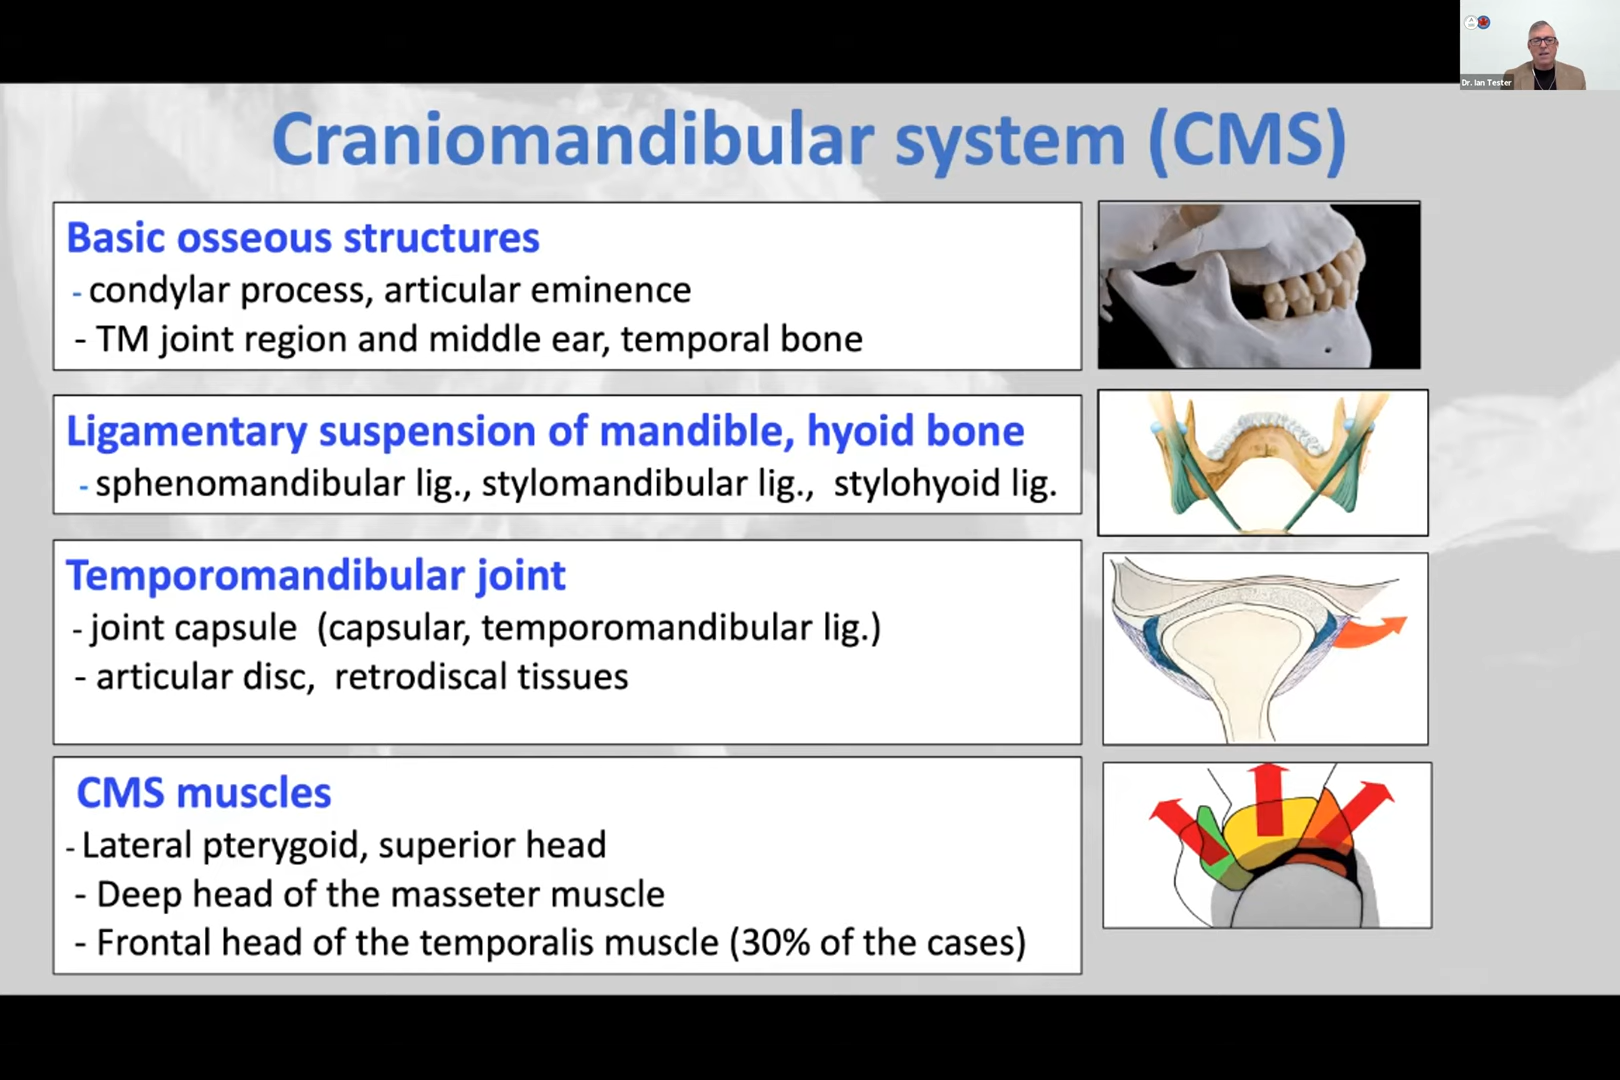 Dr. Ian Tester
Craniomandibular system (CMS)
Basic osseous structures
- condylar process, articular eminence
- TM joint region and middle ear, temporal bone
Ligamentary suspension of mandible, hyoid bone
- sphenomandibular lig., stylomandibular lig., stylohyoid lig.
Temporomandibular joint
- joint capsule (capsular, temporomandibular lig.)
- articular disc, retrodiscal tissues
CMS muscles
- Lateral pterygoid, superior head
- Deep head of the masseter muscle
- Frontal head of the temporalis muscle (30% of the cases)